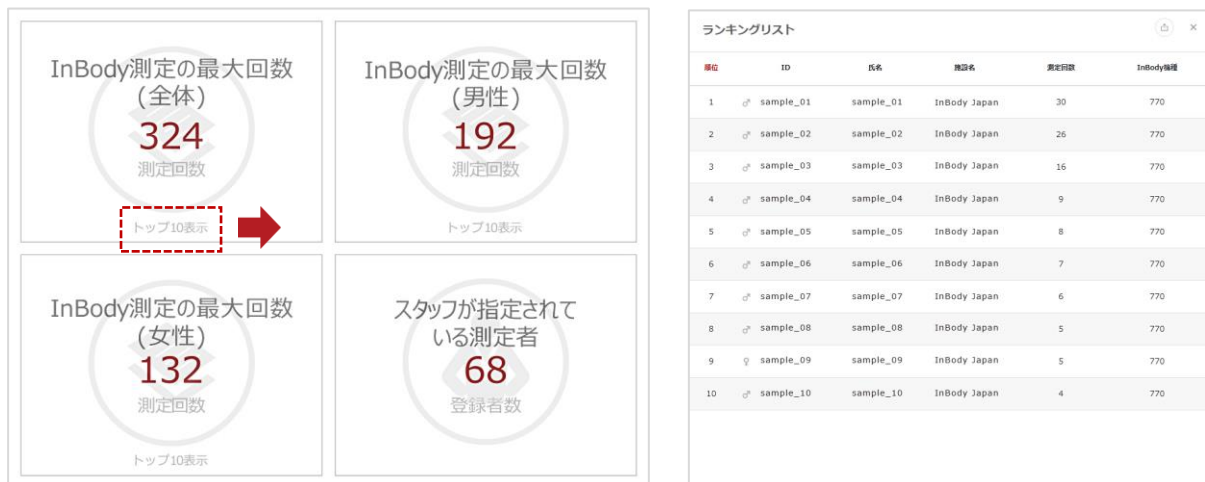 InBody測定の最大回数
(全体)
324
測定回数
トップ10表示
InBody測定の最大回数
(男性)
192
測定回数
トップ10表示
InBody測定の最大回数
(女性)
132
測定回数
トップ10表示
スタッフが指定されて
いる測定者
68
登録者数
ランキングリスト
順位 ID 氏名 施設名 測定回数 InBody機種
1 ♂ sample_01 sample_01 InBody Japan 30 770
2 ♂ sample_02 sample_02 InBody Japan 26 770
3 ♂ sample_03 sample_03 InBody Japan 16 770
4 ♂ sample_04 sample_04 InBody Japan 9 770
5 ♂ sample_05 sample_05 InBody Japan 8 770
6 ♂ sample_06 sample_06 InBody Japan 7 770
7 ♂ sample_07 sample_07 InBody Japan 6 770
8 ♂ sample_08 sample_08 InBody Japan 5 770
9 ♀ sample_09 sample_09 InBody Japan 5 770
10 ♂ sample_10 sample_10 InBody Japan 4 770